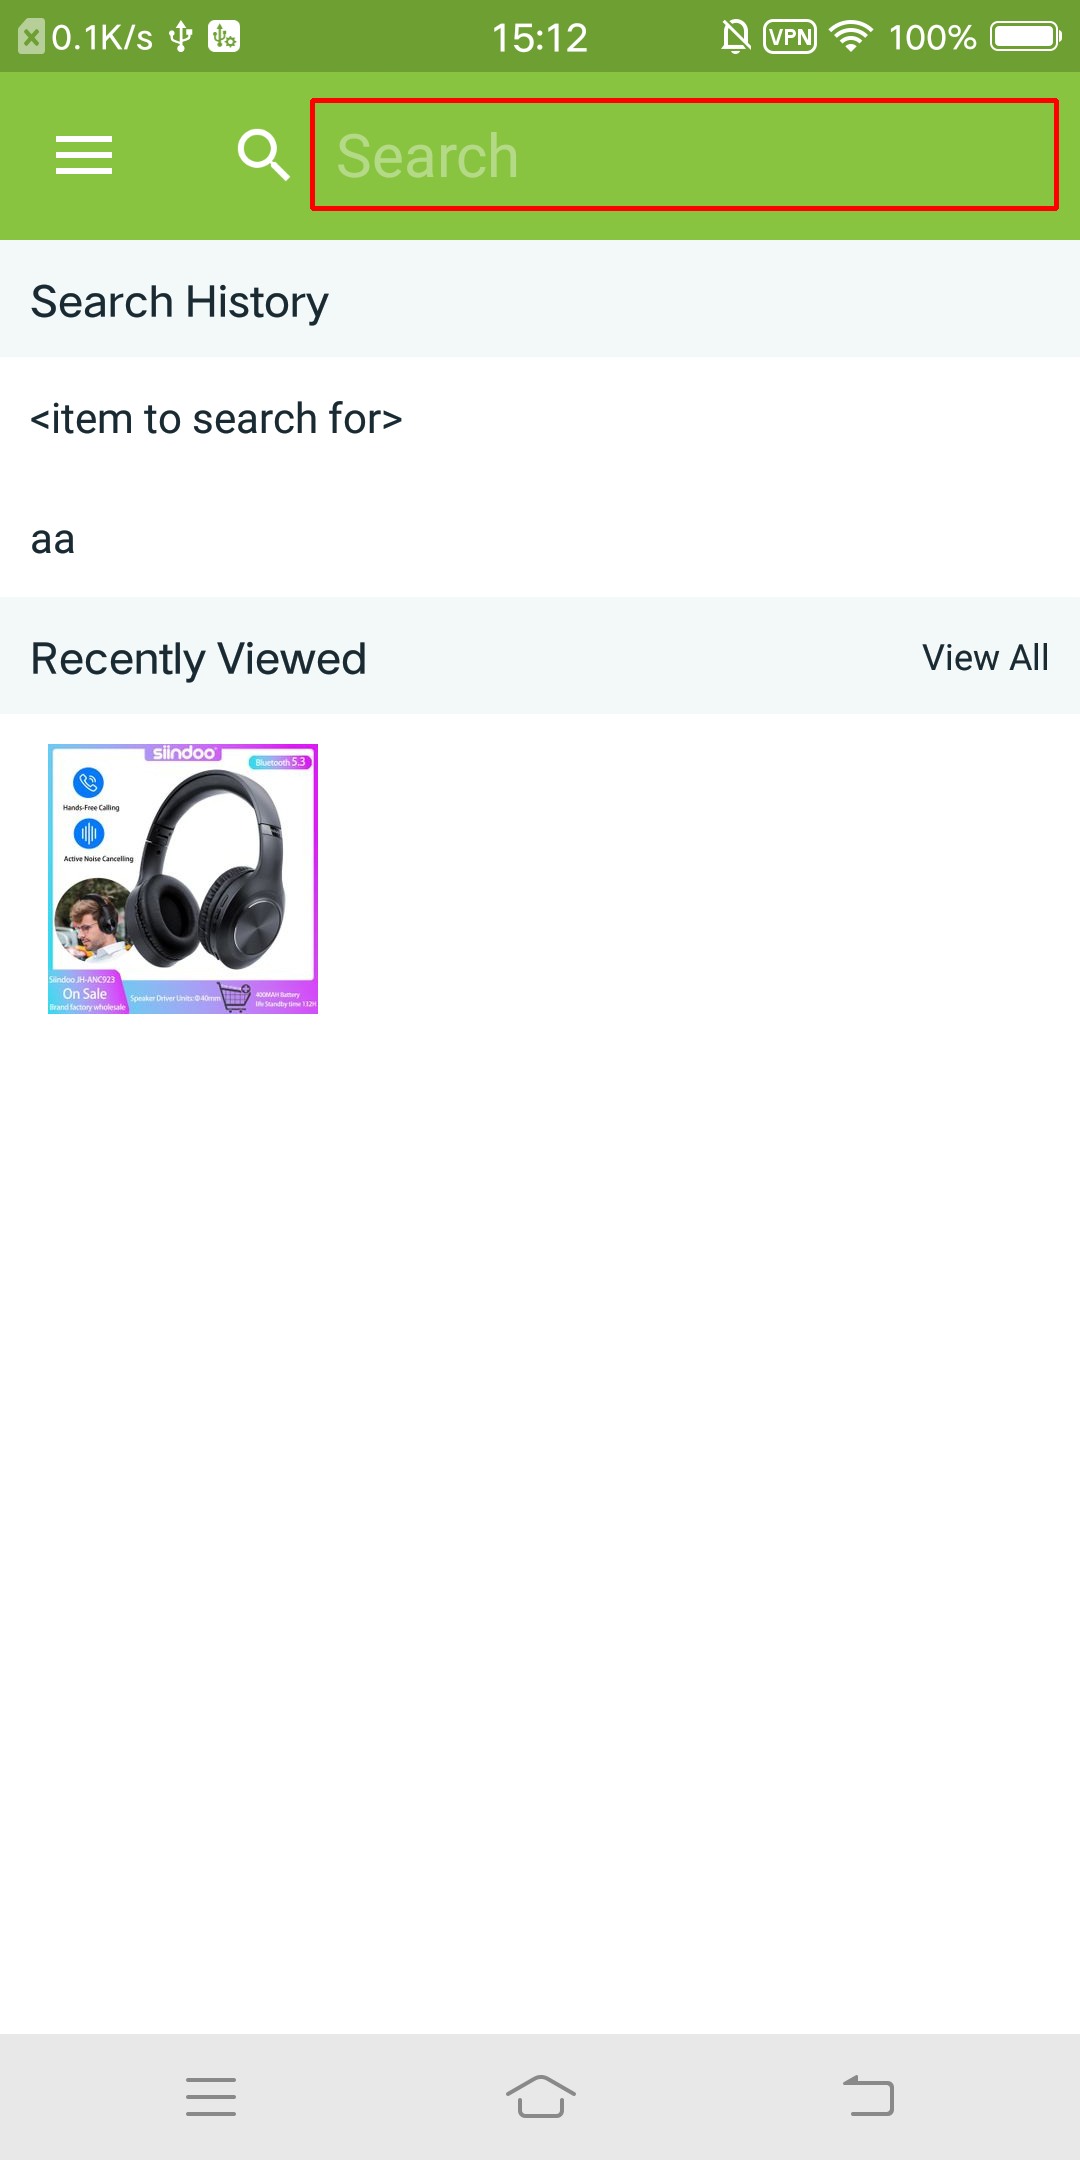 0.1K/s 15:12 VPN 100%
Search
Search History
<item to search for>
aa
Recently Viewed View All
siindoo
Bluetooth 5.3
Hands-Free Calling
Active Noise Cancelling
Siindoo JH-ANC923
On Sale
Brand factory wholesale
Speaker Driver Units:Φ40mm
400MAH Battery
life Standby time 132H